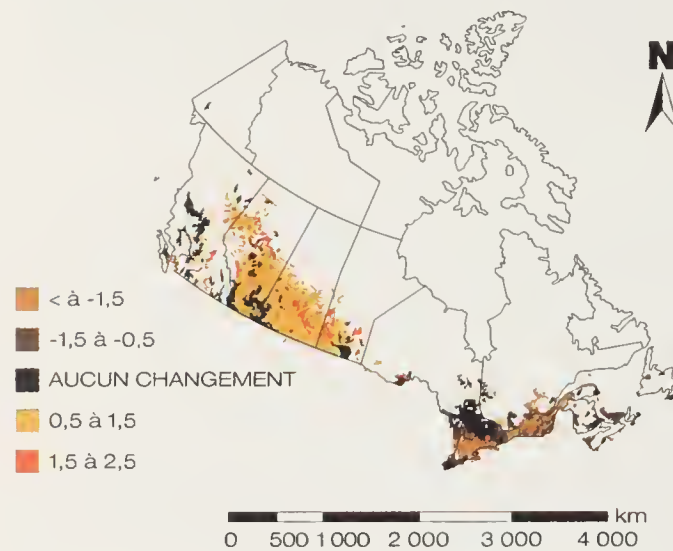 N
< à -1,5
-1,5 à -0,5
AUCUN CHANGEMENT
0,5 à 1,5
1,5 à 2,5
km
0 500 1 000 2 000 3 000 4 000